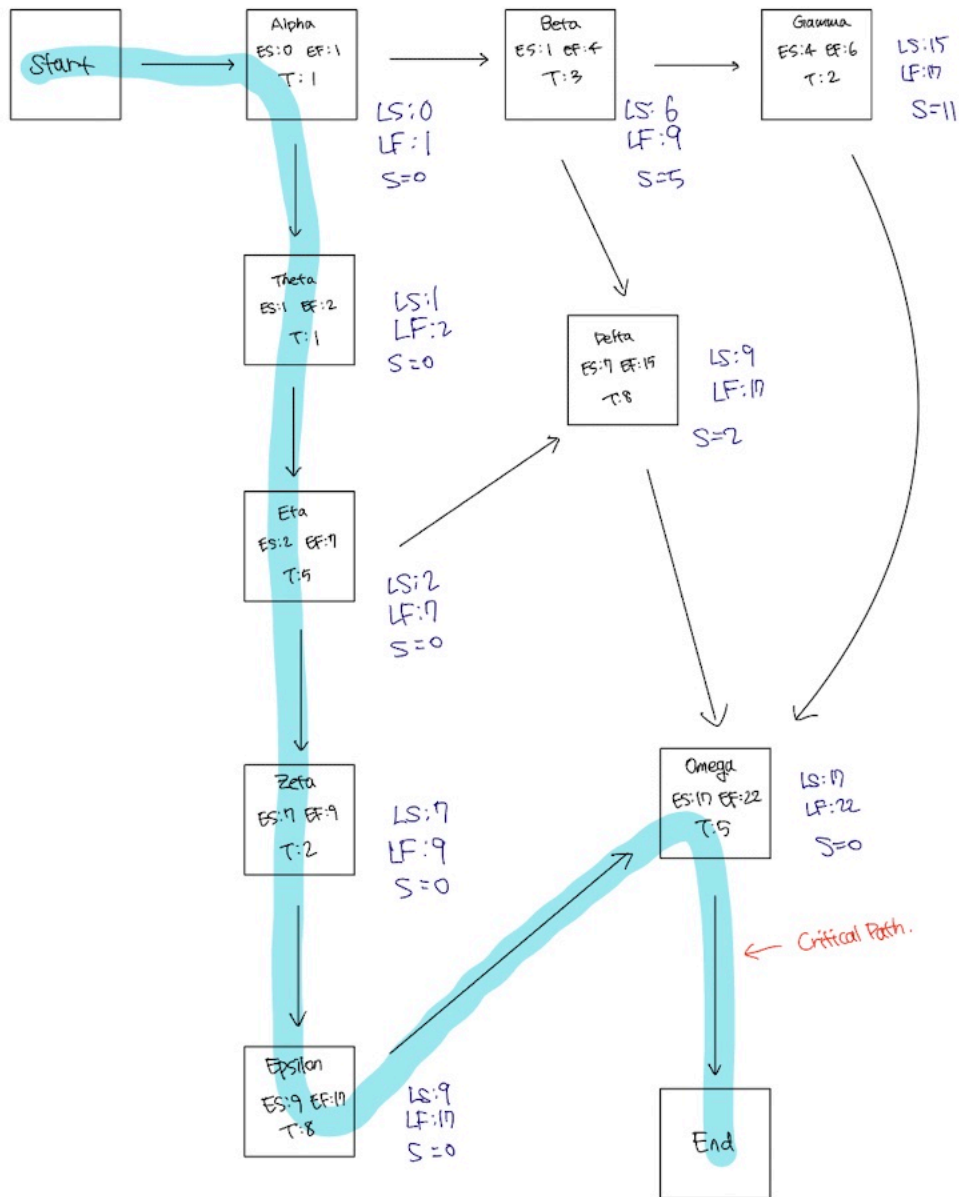 Start
Alpha
ES:0 EF:1
T:1
LS:0
LF:1
S=0
Beta
ES:1 EF:4
T:3
LS:6
LF:9
S=5
Gamma
ES:4 EF:6
T:2
LS:15
LF:17
S=11
Theta
ES:1 EF:2
T:1
LS:1
LF:2
S=0
Delta
ES:7 EF:15
T:8
LS:9
LF:17
S=2
Eta
ES:2 EF:7
T:5
LS:2
LF:7
S=0
Zeta
ES:7 EF:9
T:2
LS:7
LF:9
S=0
Omega
ES:17 EF:22
T:5
LS:17
LF:22
S=0
Critical Path.
Epsilon
ES:9 EF:17
T:8
LS:9
LF:17
S=0
End